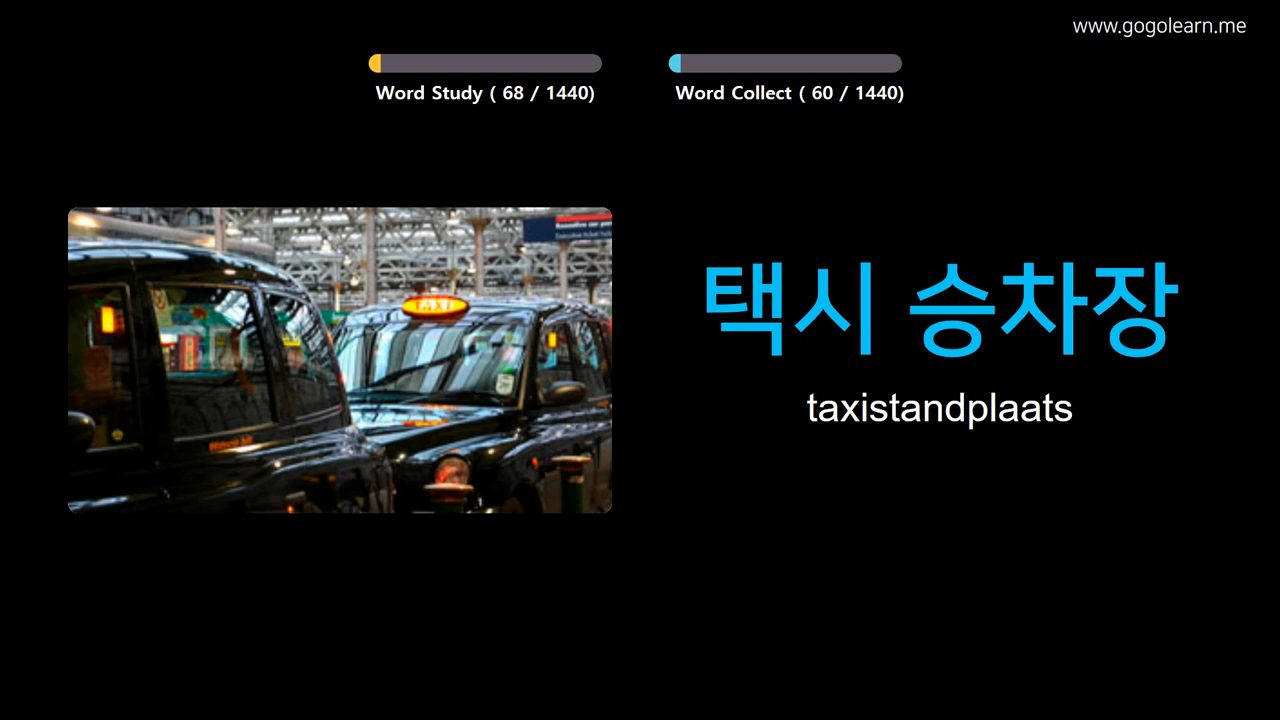 www.gogolearn.me
Word Study ( 68 / 1440)
Word Collect ( 60 / 1440)
TAXI
택시 승차장
taxistandplaats